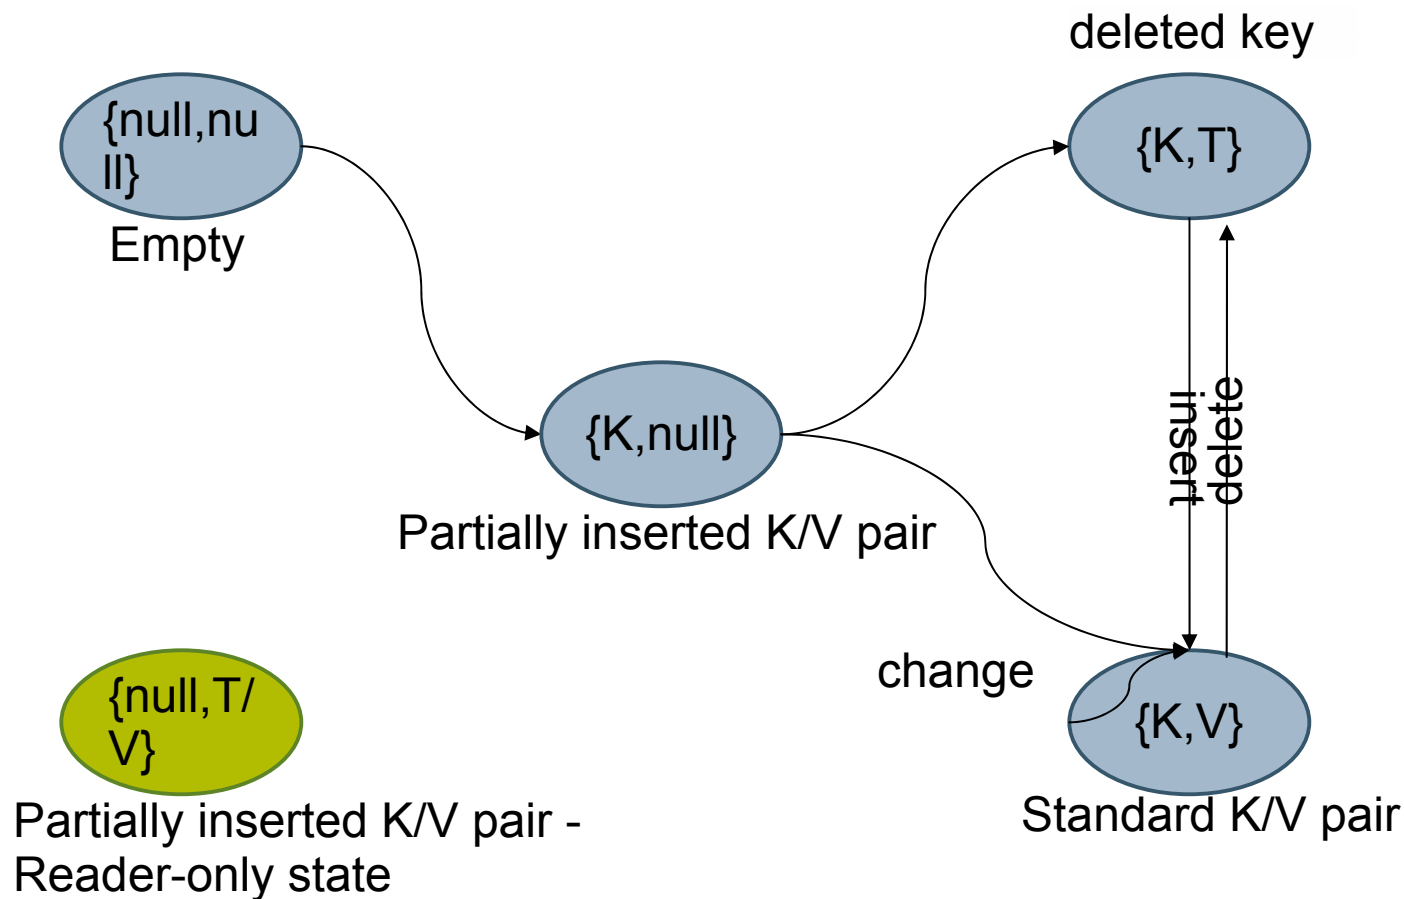 deleted key
{null,nu
ll}
{K,T}
Empty
insert
delete
{K,null}
Partially inserted K/V pair
change
{null,T/
V}
{K,V}
Partially inserted K/V pair -
Reader-only state
Standard K/V pair